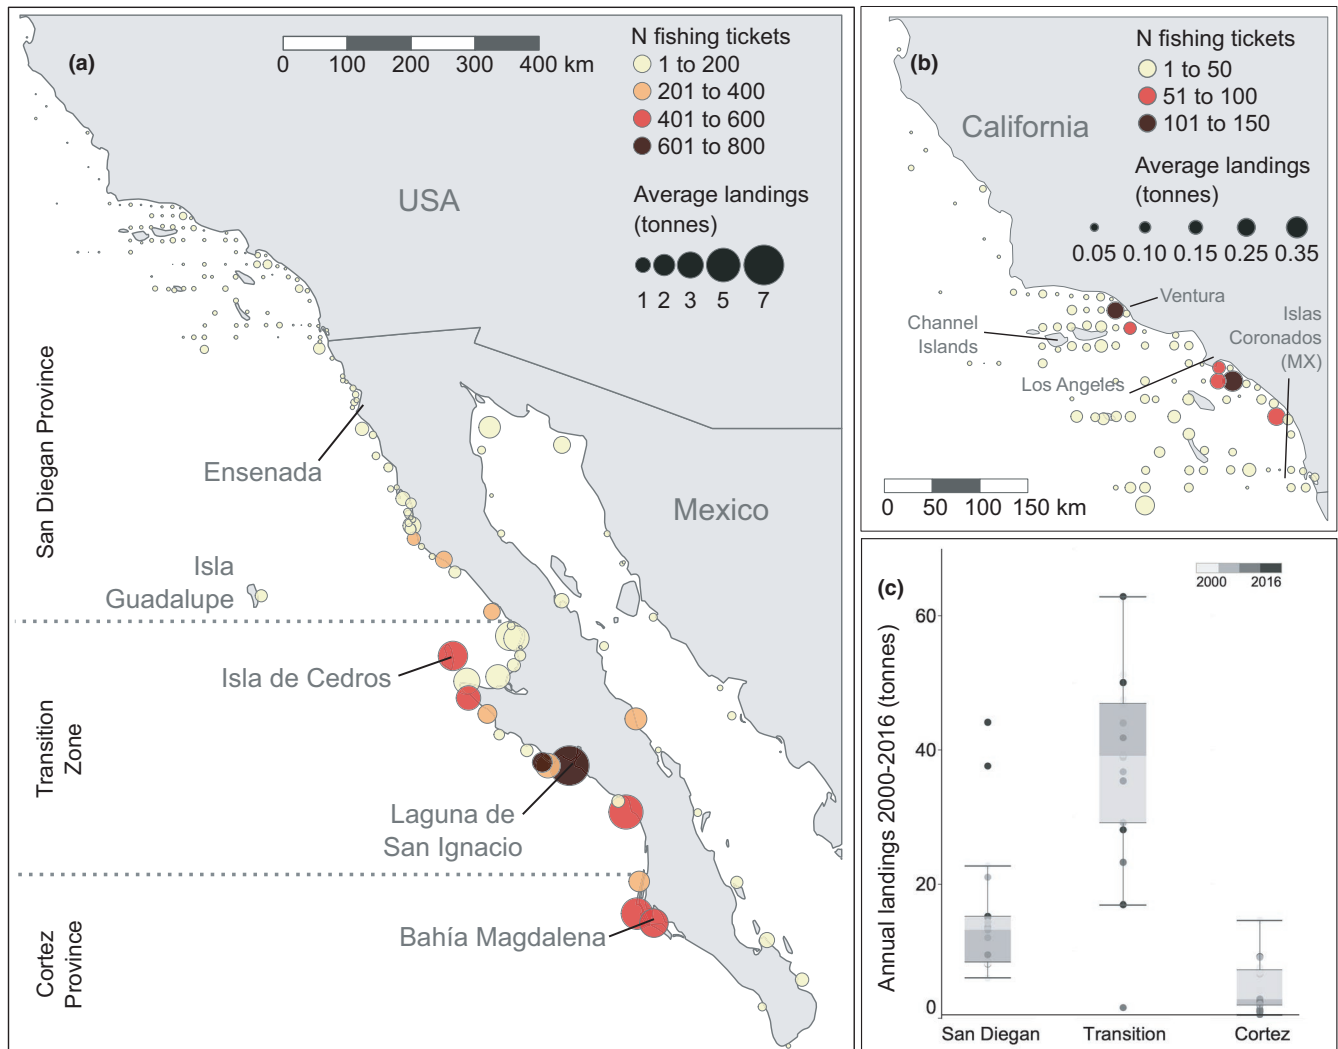 (a)
0 100 200 300 400 km
N fishing tickets
1 to 200
201 to 400
401 to 600
601 to 800
Average landings
(tonnes)
1 2 3 5 7
USA
Mexico
Ensenada
Isla
Guadalupe
Isla de Cedros
Laguna de
San Ignacio
Bahía Magdalena
San Diegan Province
Transition
Zone
Cortez
Province
(b)
N fishing tickets
1 to 50
51 to 100
101 to 150
Average landings
(tonnes)
0.05 0.10 0.15 0.25 0.35
California
Ventura
Channel
Islands
Los Angeles
Islas
Coronados
(MX)
0 50 100 150 km
(c)
2000 2016
Annual landings 2000-2016 (tonnes)
60
40
20
0
San Diegan Transition Cortez